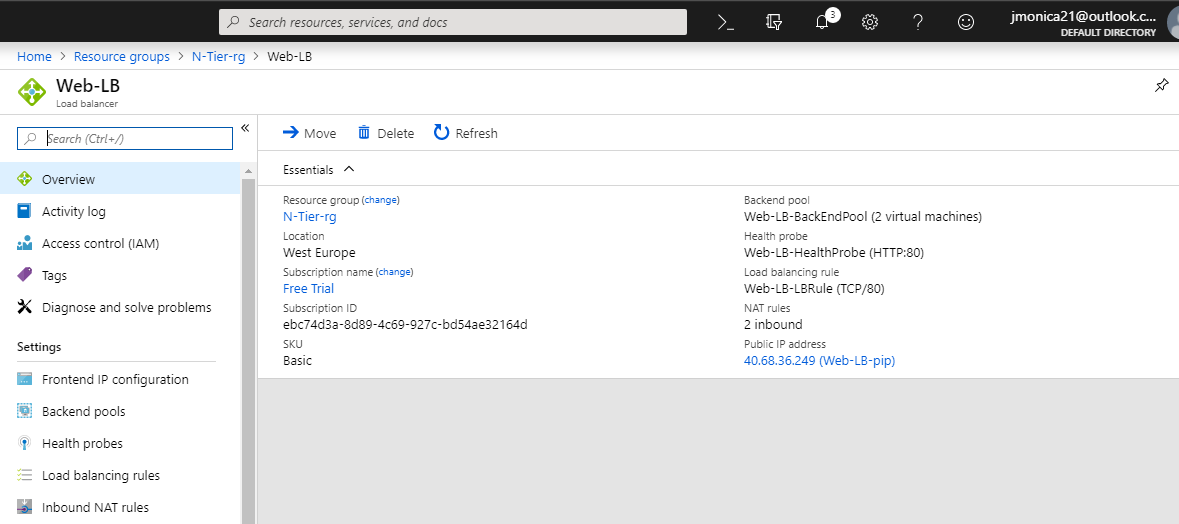 Search resources, services, and docs
3
jmonica21@outlook.c...
DEFAULT DIRECTORY
Home > Resource groups > N-Tier-rg > Web-LB
Web-LB
Load balancer
Search (Ctrl+/)
«
Overview
Activity log
Access control (IAM)
Tags
Diagnose and solve problems
Settings
Frontend IP configuration
Backend pools
Health probes
Load balancing rules
Inbound NAT rules
Move Delete Refresh
Essentials
Resource group (change)
N-Tier-rg
Location
West Europe
Subscription name (change)
Free Trial
Subscription ID
ebc74d3a-8d89-4c69-927c-bd54ae32164d
SKU
Basic
Backend pool
Web-LB-BackEndPool (2 virtual machines)
Health probe
Web-LB-HealthProbe (HTTP:80)
Load balancing rule
Web-LB-LBRule (TCP/80)
NAT rules
2 inbound
Public IP address
40.68.36.249 (Web-LB-pip)